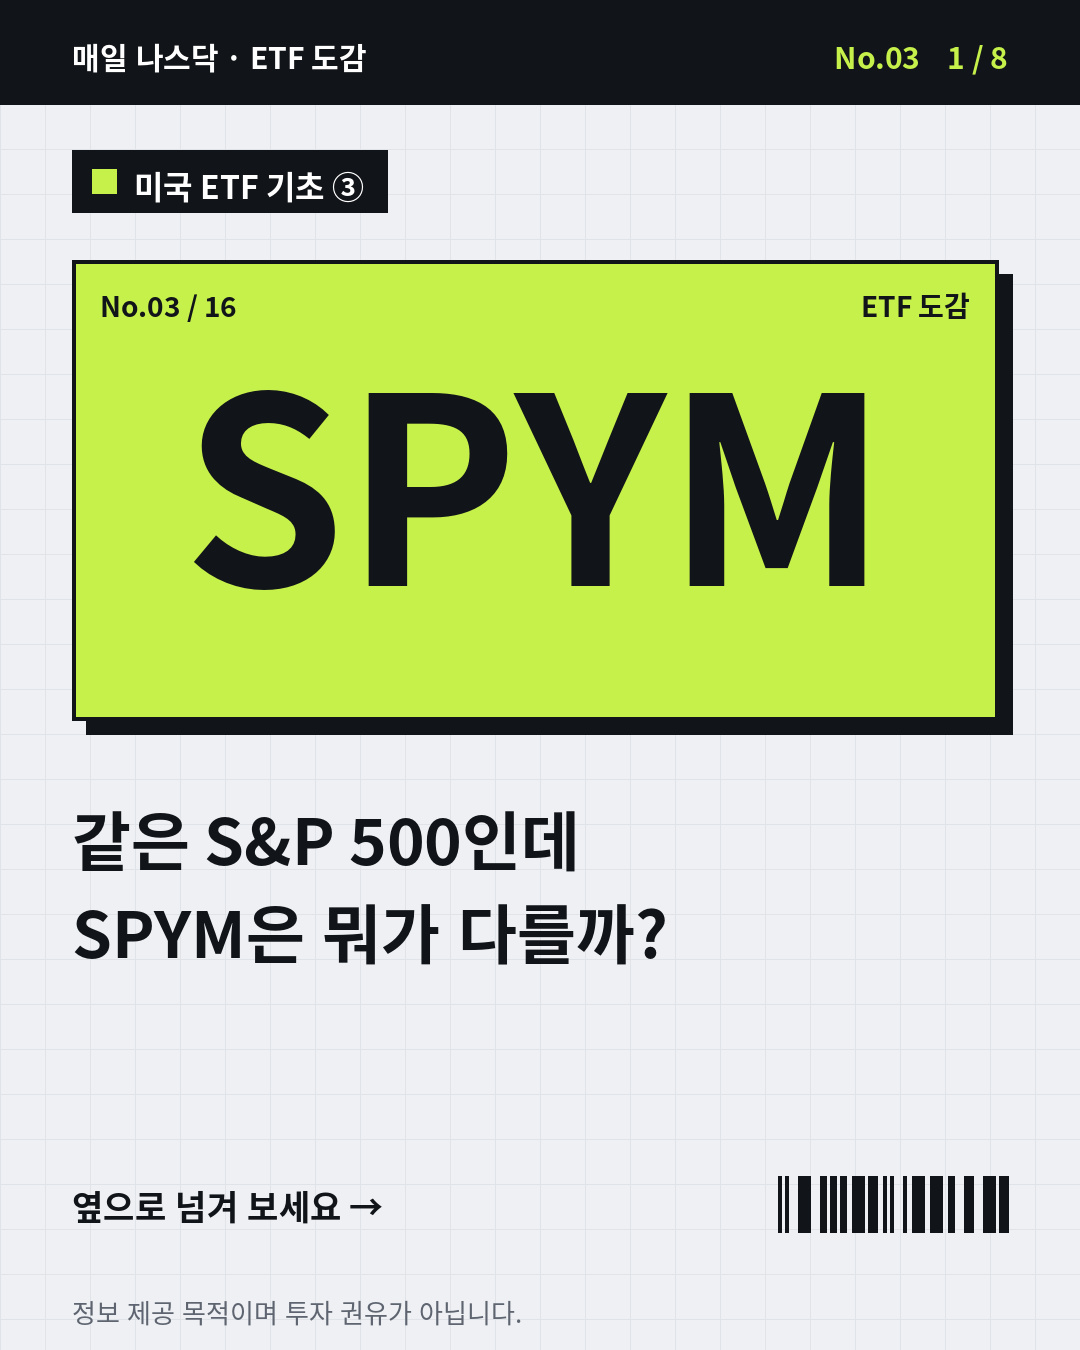 매일 나스닥 · ETF 도감
No.03 1 / 8
미국 ETF 기초 ③
No.03 / 16
ETF 도감
SPYM
같은 S&P 500인데
SPYM은 뭐가 다를까?
옆으로 넘겨 보세요 →
정보 제공 목적이며 투자 권유가 아닙니다.